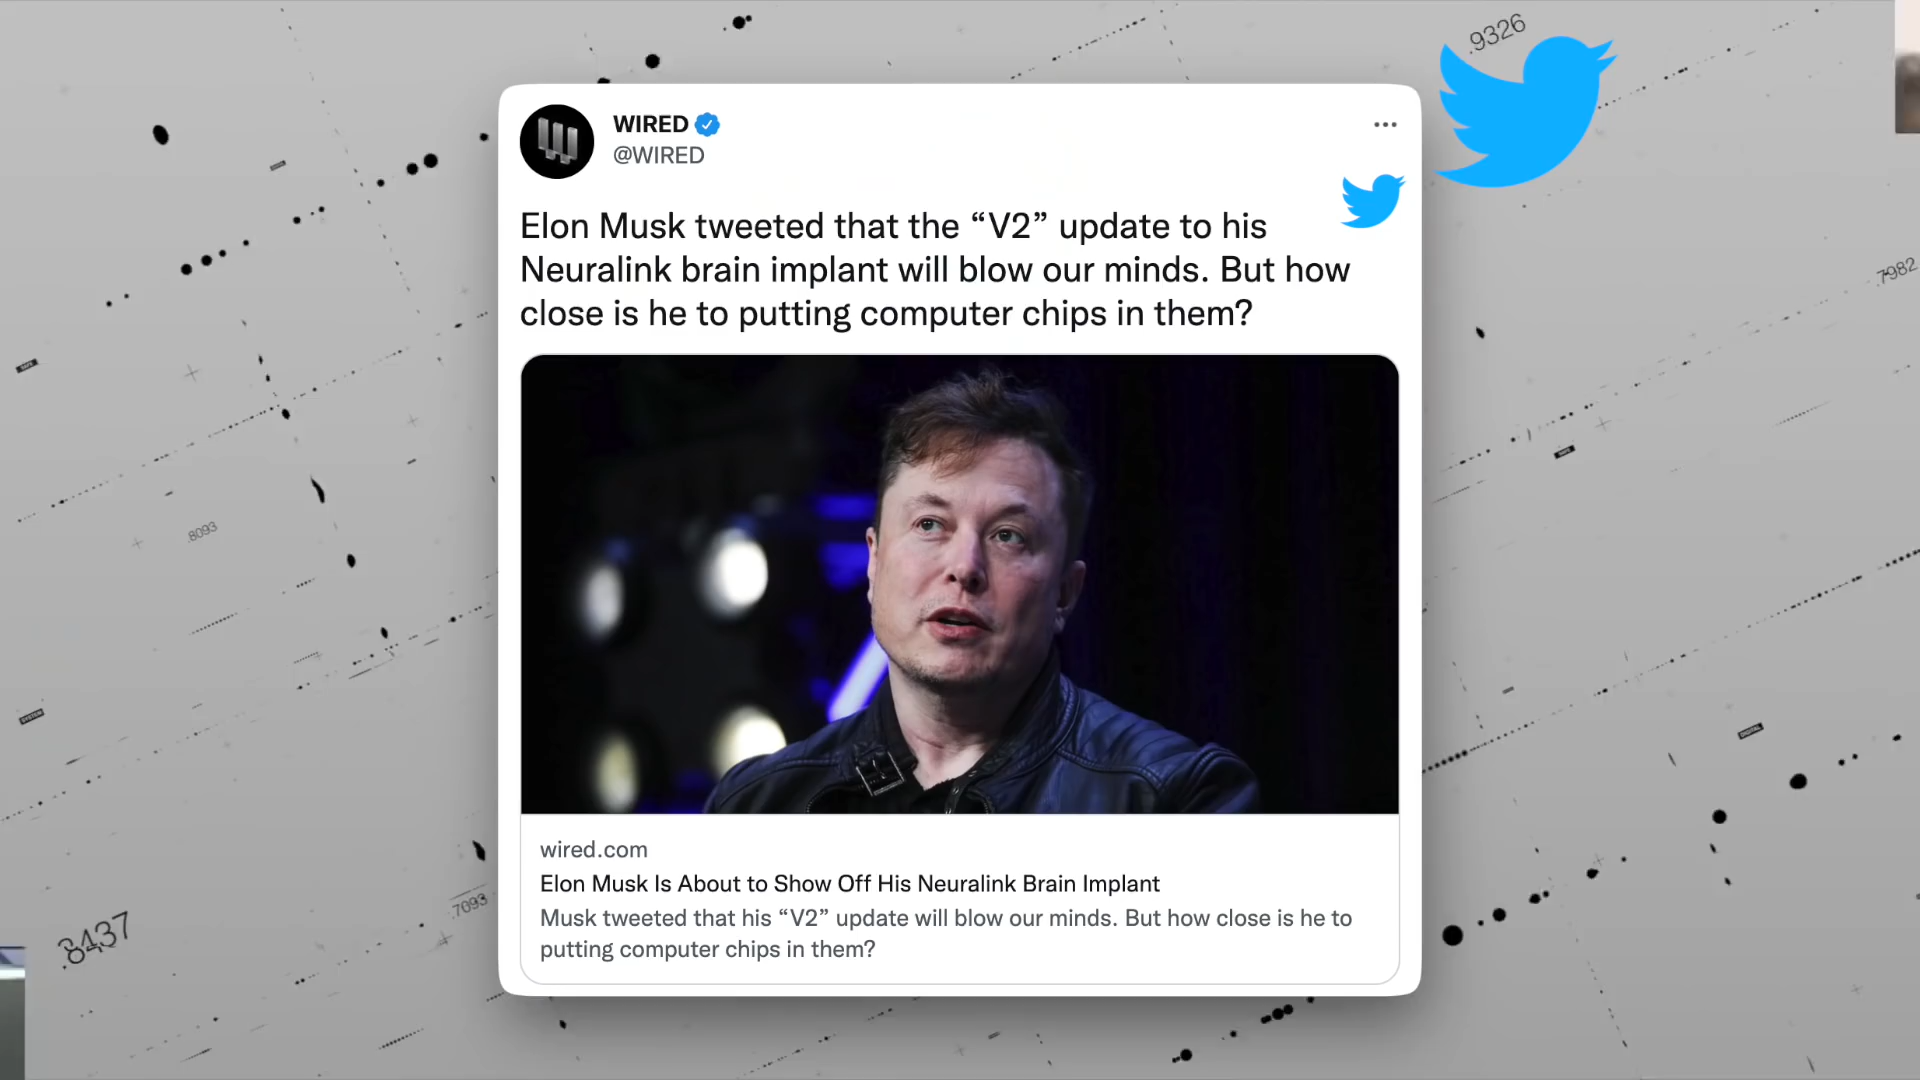 .9326
WIRED
@WIRED
Elon Musk tweeted that the “V2” update to his
Neuralink brain implant will blow our minds. But how
close is he to putting computer chips in them?
.7982
.8093
wired.com
Elon Musk Is About to Show Off His Neuralink Brain Implant
Musk tweeted that his “V2” update will blow our minds. But how close is he to
putting computer chips in them?
.7093
.8437